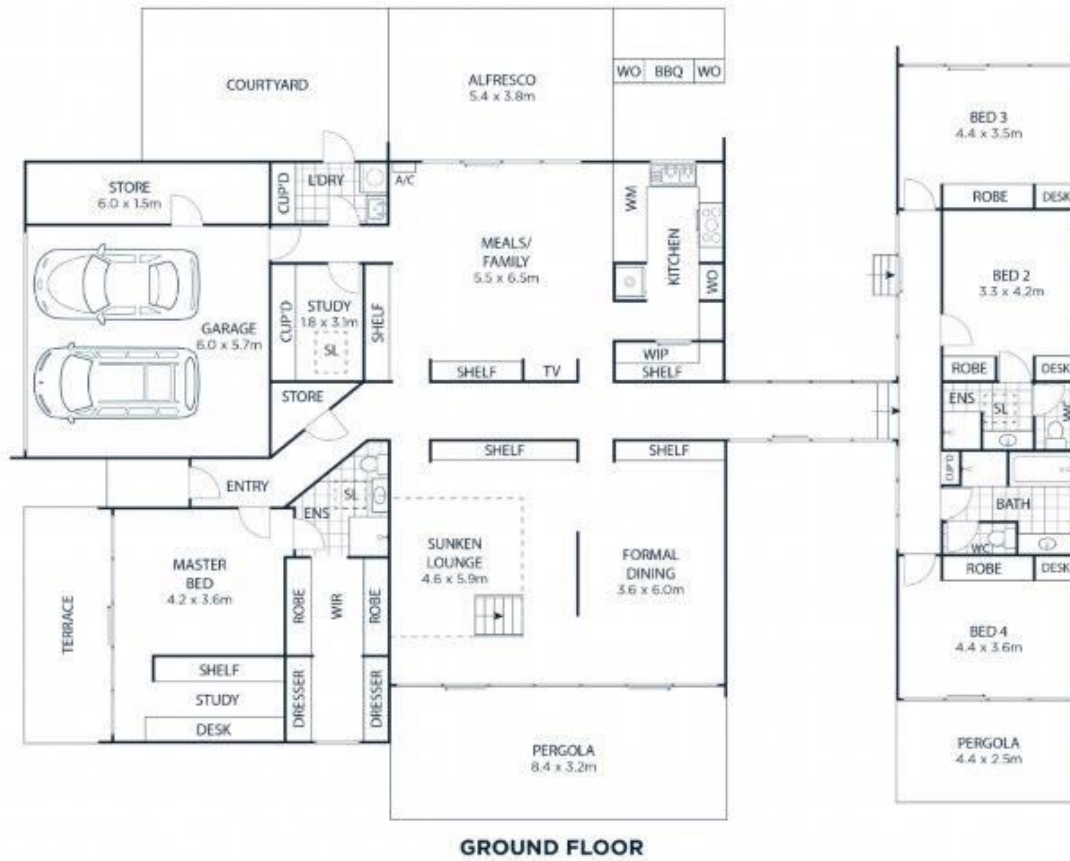 COURTYARD
ALFRESCO
5.4 x 3.8m
WO BBQ WO
STORE
6.0 x 1.5m
CUP'D
L'DRY
A/C
MEALS/
FAMILY
5.5 x 6.5m
WM
KITCHEN
WO
GARAGE
6.0 x 5.7m
CUP'D
STUDY
1.8 x 3.1m
SL
SHELF
SHELF
TV
WIP
SHELF
STORE
ENTRY
SHELF
SHELF
SL
ENS
MASTER
BED
4.2 x 3.6m
TERRACE
ROBE
WIR
ROBE
SUNKEN
LOUNGE
4.6 x 5.9m
FORMAL
DINING
3.6 x 6.0m
SHELF
STUDY
DESK
DRESSER
DRESSER
PERGOLA
8.4 x 3.2m
BED 3
4.4 x 3.5m
ROBE
DESK
BED 2
3.3 x 4.2m
ROBE
DESK
ENS
SL
WC
CUP'D
BATH
WC
ROBE
DESK
BED 4
4.4 x 3.6m
PERGOLA
4.4 x 2.5m
GROUND FLOOR